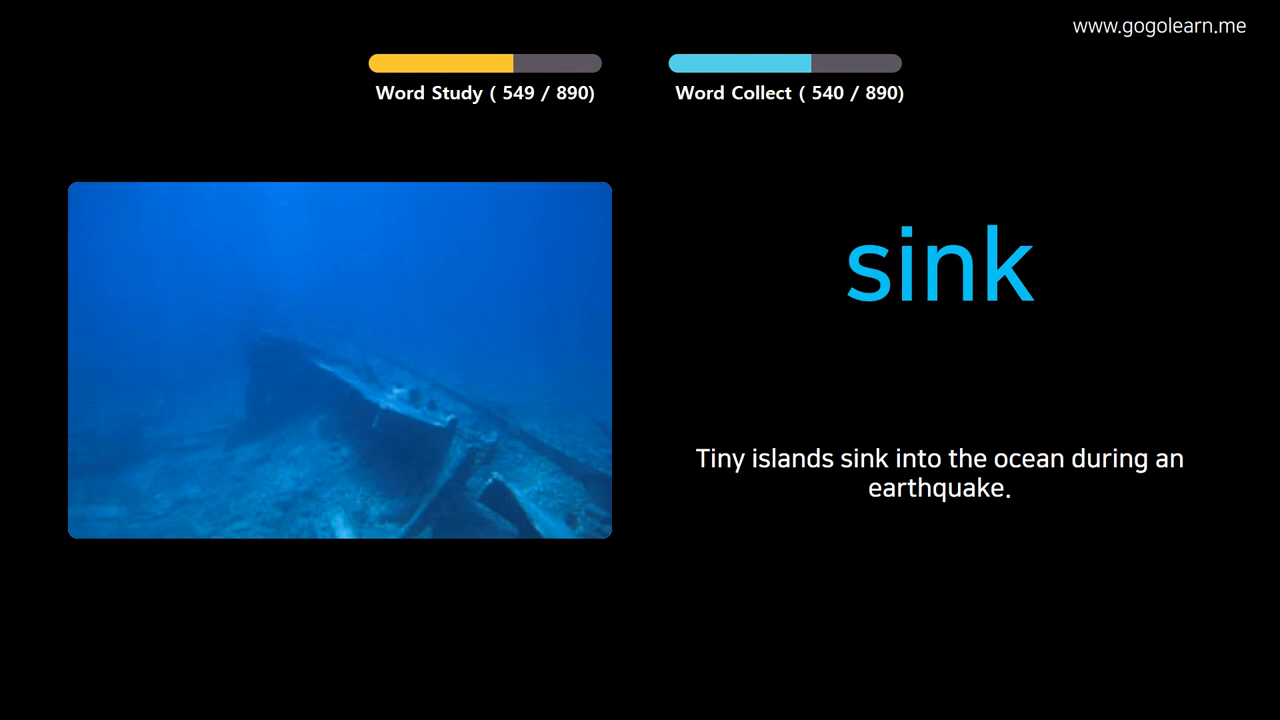 www.gogolearn.me
Word Study ( 549 / 890)
Word Collect ( 540 / 890)
sink
Tiny islands sink into the ocean during an
earthquake.